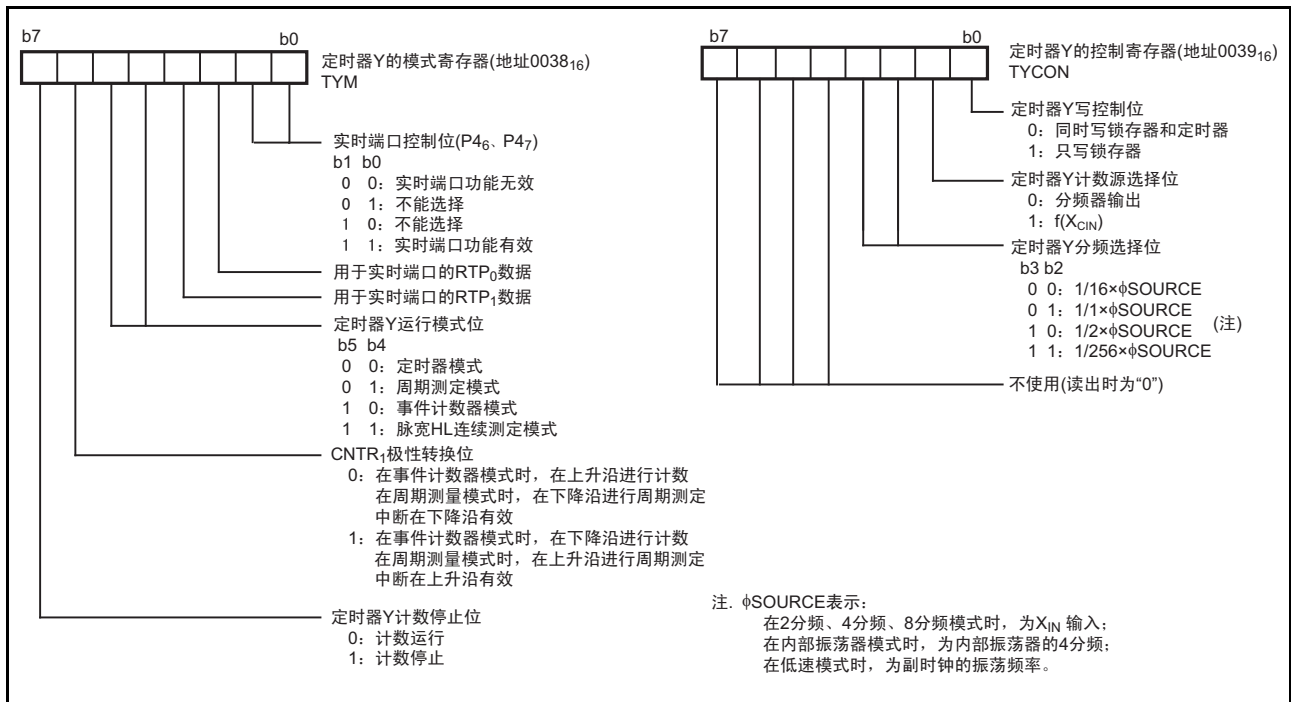 b7 b0
定时器Y的模式寄存器(地址0038₁₆)
TYM
实时端口控制位(P4₆、P4₇)
b1 b0
0 0：实时端口功能无效
0 1：不能选择
1 0：不能选择
1 1：实时端口功能有效
用于实时端口的RTP₀数据
用于实时端口的RTP₁数据
定时器Y运行模式位
b5 b4
0 0：定时器模式
0 1：周期测定模式
1 0：事件计数器模式
1 1：脉宽HL连续测定模式
CNTR₁极性转换位
0：在事件计数器模式时，在上升沿进行计数
在周期测量模式时，在下降沿进行周期测定
中断在下降沿有效
1：在事件计数器模式时，在下降沿进行计数
在周期测量模式时，在上升沿进行周期测定
中断在上升沿有效
定时器Y计数停止位
0：计数运行
1：计数停止
b7 b0
定时器Y的控制寄存器(地址0039₁₆)
TYCON
定时器Y写控制位
0：同时写锁存器和定时器
1：只写锁存器
定时器Y计数源选择位
0：分频器输出
1：f(X_CIN)
定时器Y分频选择位
b3 b2
0 0：1/16×ϕSOURCE
0 1：1/1×ϕSOURCE
1 0：1/2×ϕSOURCE (注)
1 1：1/256×ϕSOURCE
不使用(读出时为“0”)
注. ϕSOURCE表示：
在2分频、4分频、8分频模式时，为X_IN 输入；
在内部振荡器模式时，为内部振荡器的4分频；
在低速模式时，为副时钟的振荡频率。